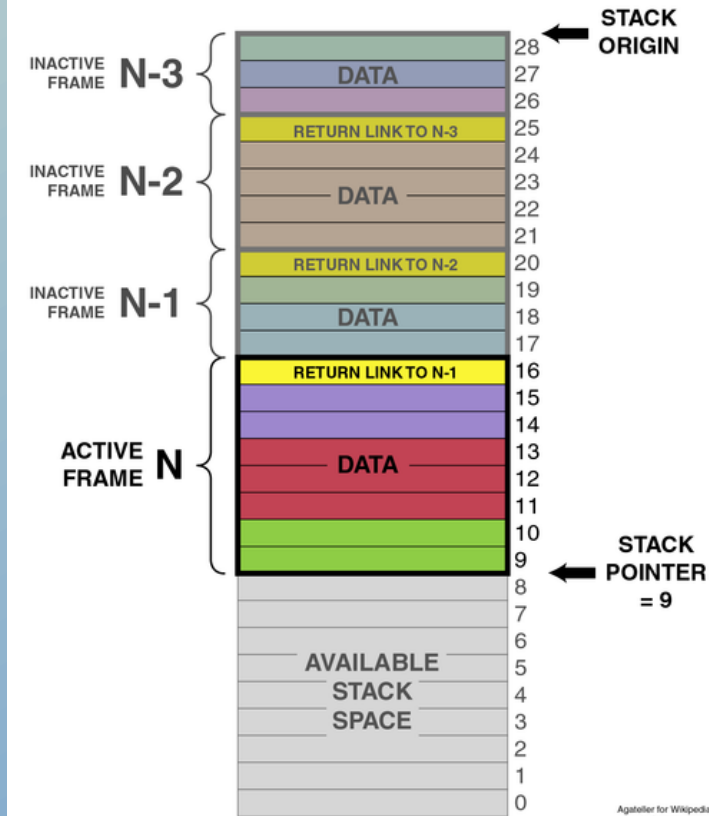 STACK
ORIGIN
28
INACTIVE
FRAME N-3
DATA
27
26
RETURN LINK TO N-3
25
24
INACTIVE
FRAME N-2
DATA
23
22
21
RETURN LINK TO N-2
20
19
INACTIVE
FRAME N-1
DATA
18
17
RETURN LINK TO N-1
16
15
14
ACTIVE
FRAME N
DATA
13
12
11
10
9
STACK
POINTER
= 9
8
7
6
AVAILABLE
STACK
SPACE
5
4
3
2
1
0
Agateller for Wikipedia